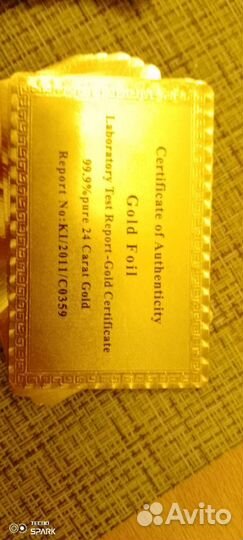 Certificate of Authenticity
Gold Foil
Laboratory Test Report-Gold Certificate
99.9%pure 24 Carat Gold
Report No:KI/2011/C0359
TECNO
SPARK
Avito